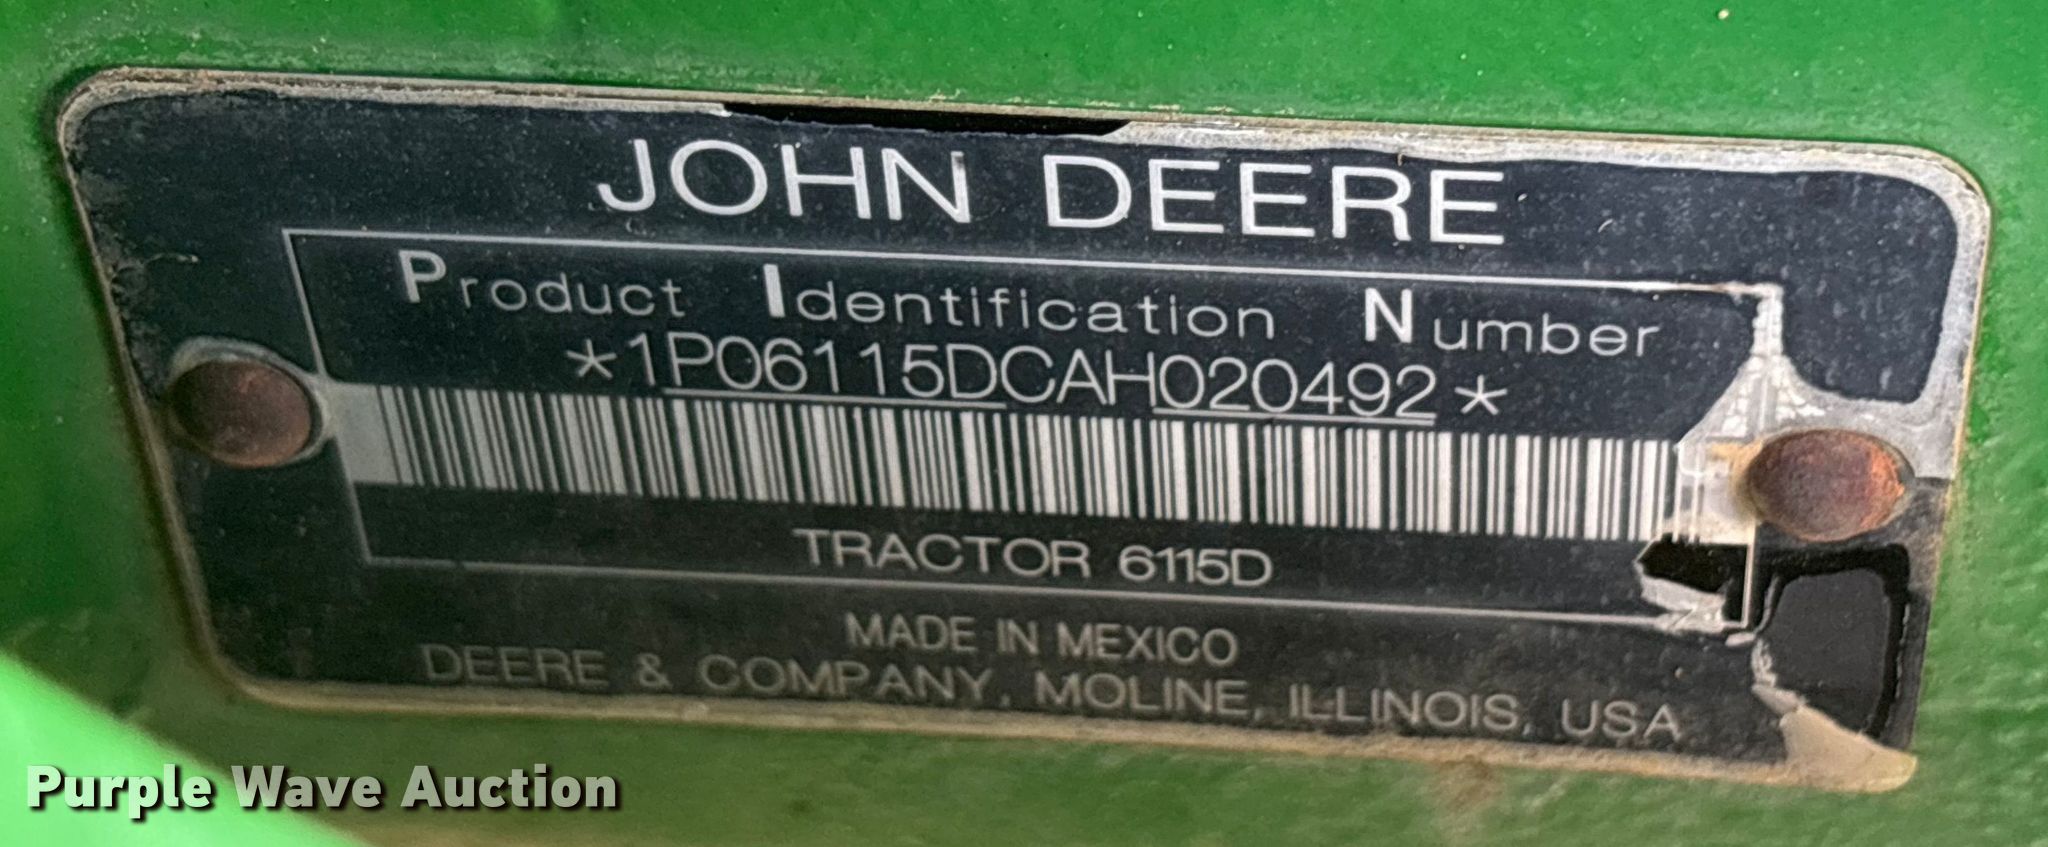 JOHN DEERE
Product Identification Number
*1P06115DCAH020492*
TRACTOR 6115D
MADE IN MEXICO
DEERE & COMPANY, MOLINE, ILLINOIS, USA
Purple Wave Auction